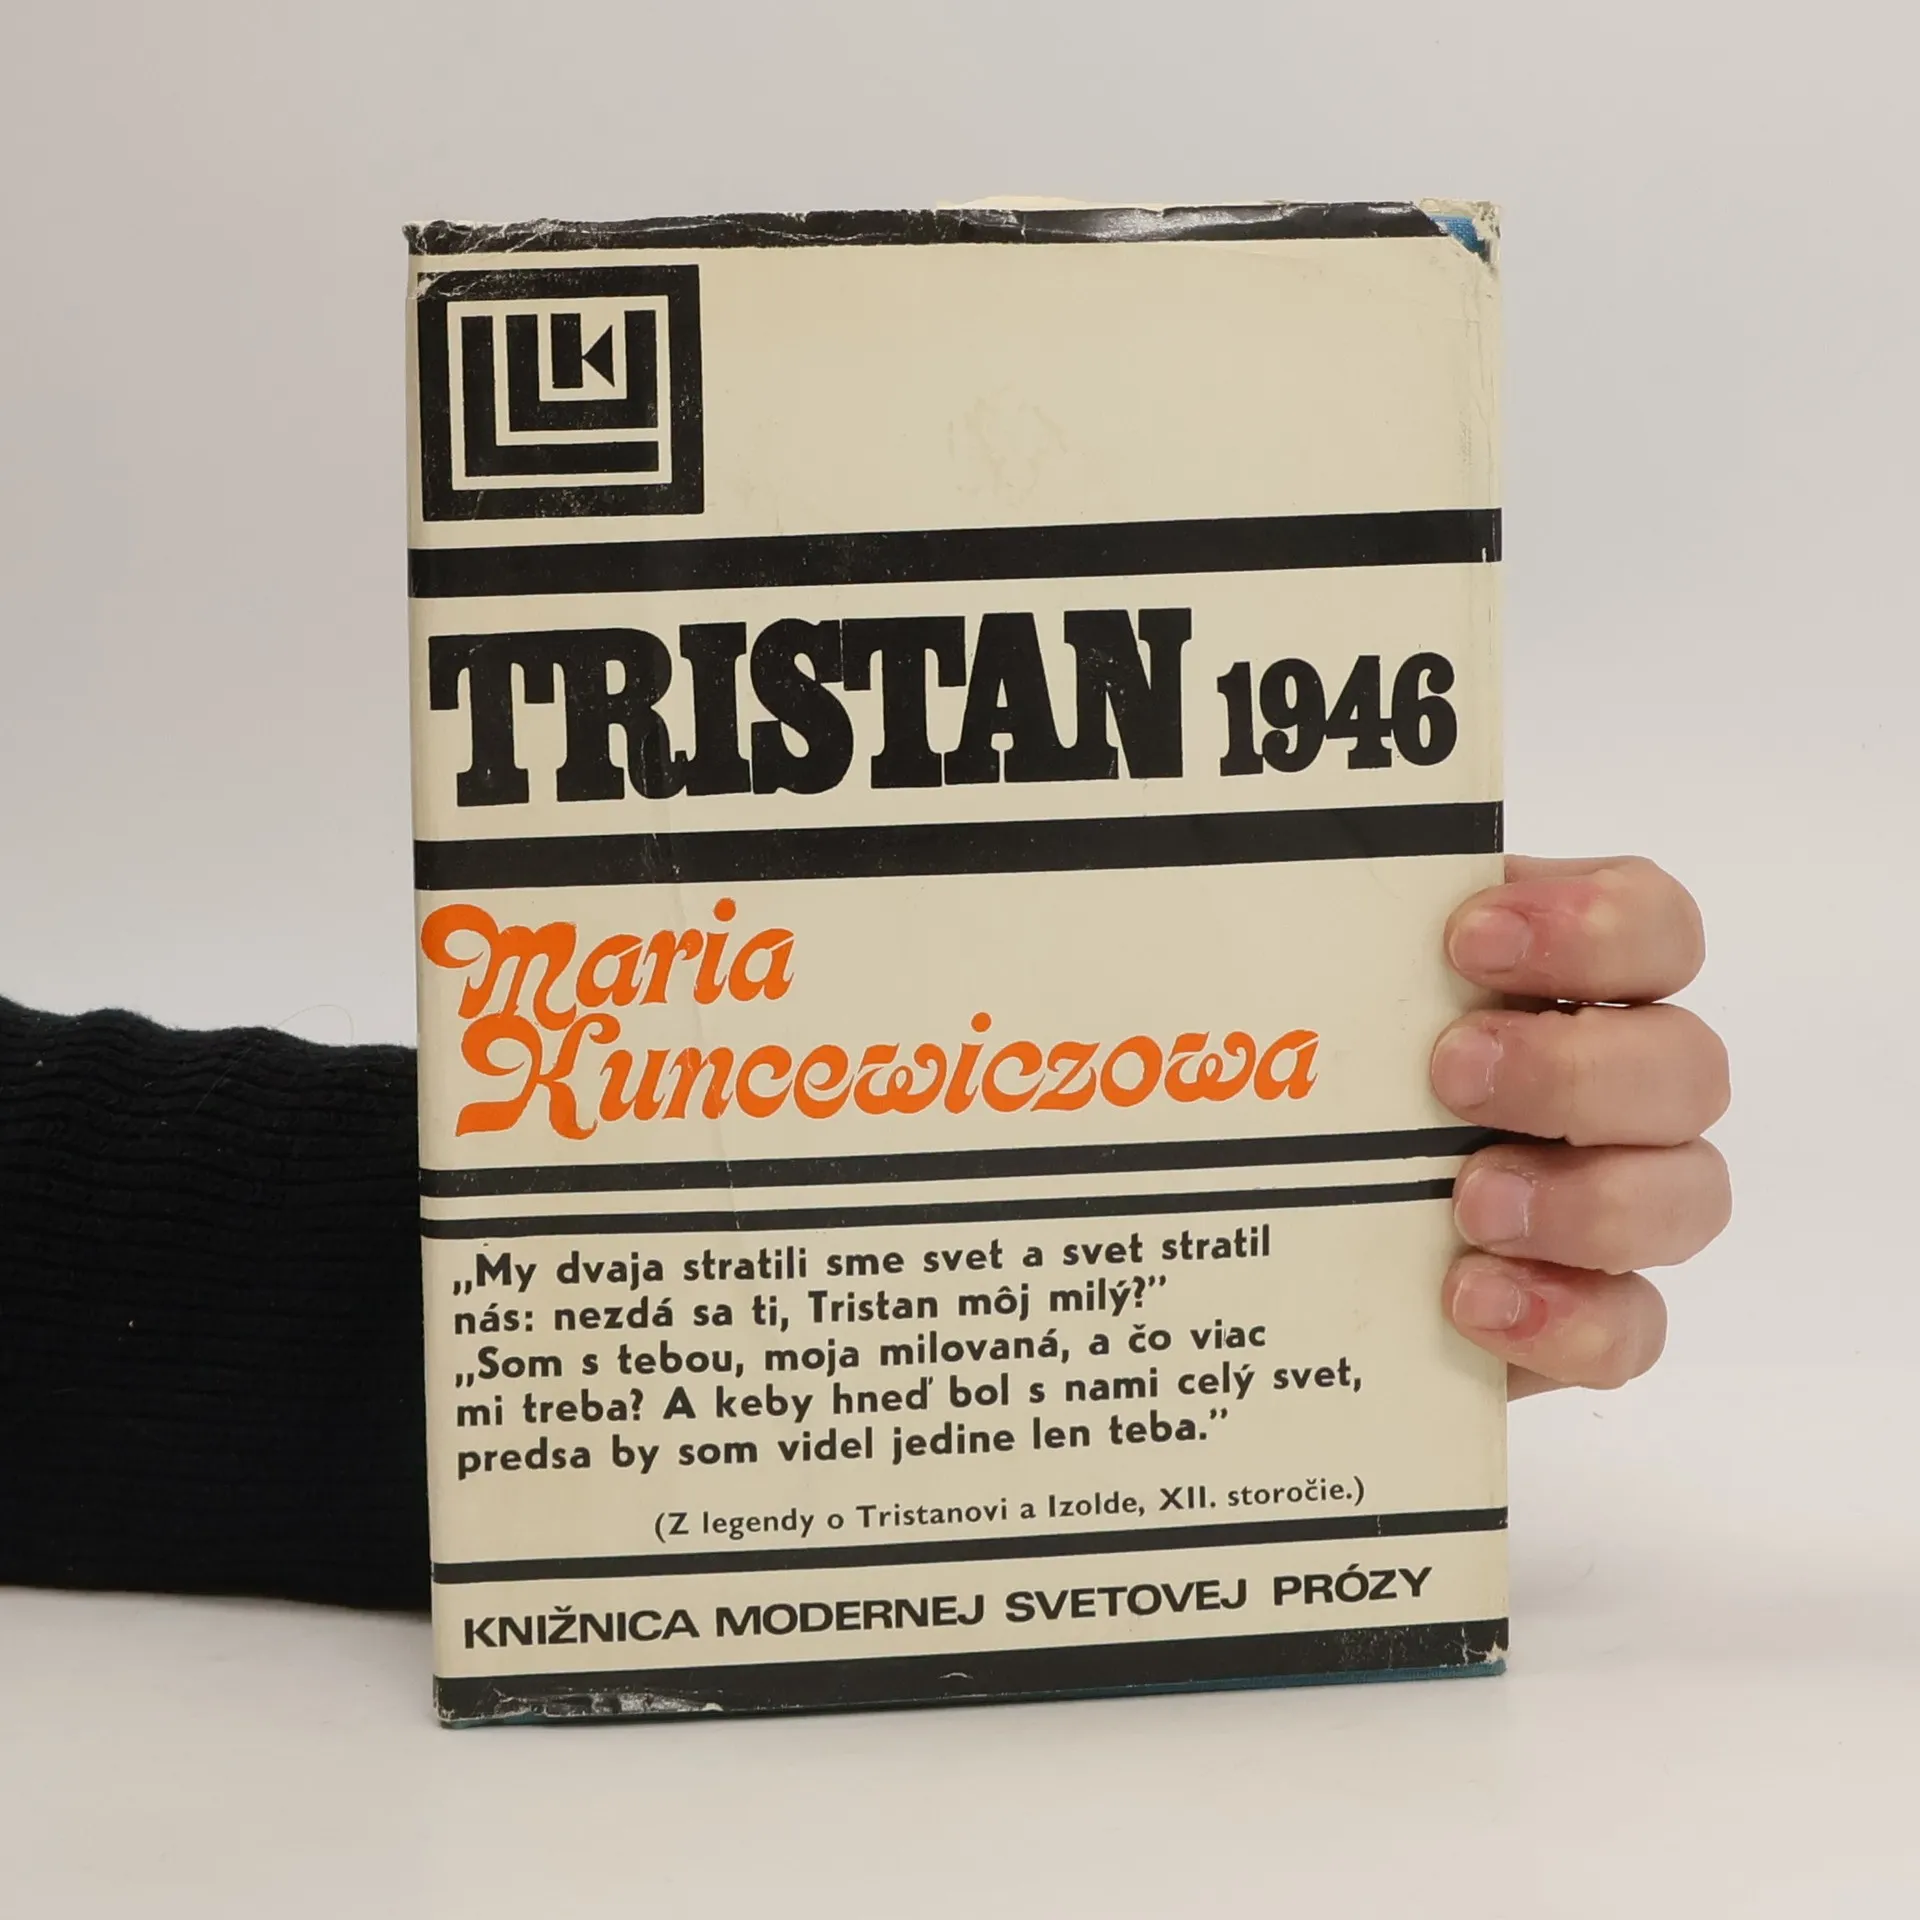 TRISTAN 1946
Maria
Kuncewiczowa
„My dvaja stratili sme svet a svet stratil
nás: nezdá sa ti, Tristan môj milý?”
„Som s tebou, moja milovaná, a čo viac
mi treba? A keby hneď bol s nami celý svet,
predsa by som videl jedine len teba.”
(Z legendy o Tristanovi a Izolde, XII. storočie.)
KNIŽNICA MODERNEJ SVETOVEJ PRÓZY